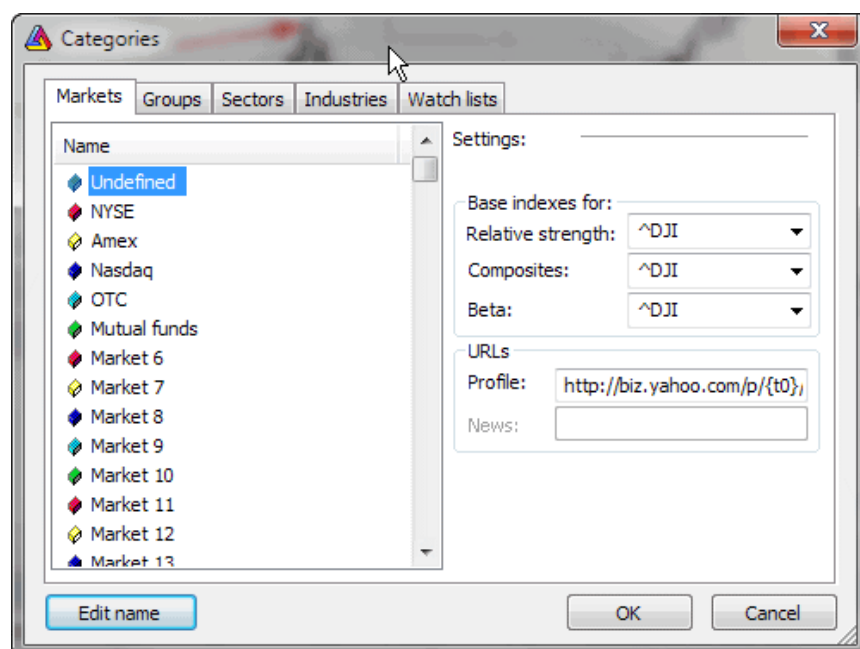 Categories
Markets Groups Sectors Industries Watch lists
Name
Undefined
NYSE
Amex
Nasdaq
OTC
Mutual funds
Market 6
Market 7
Market 8
Market 9
Market 10
Market 11
Market 12
Market 13
Settings:
Base indexes for:
Relative strength: ^DJI
Composites: ^DJI
Beta: ^DJI
URLs
Profile: http://biz.yahoo.com/p/{t0}/
News:
Edit name OK Cancel